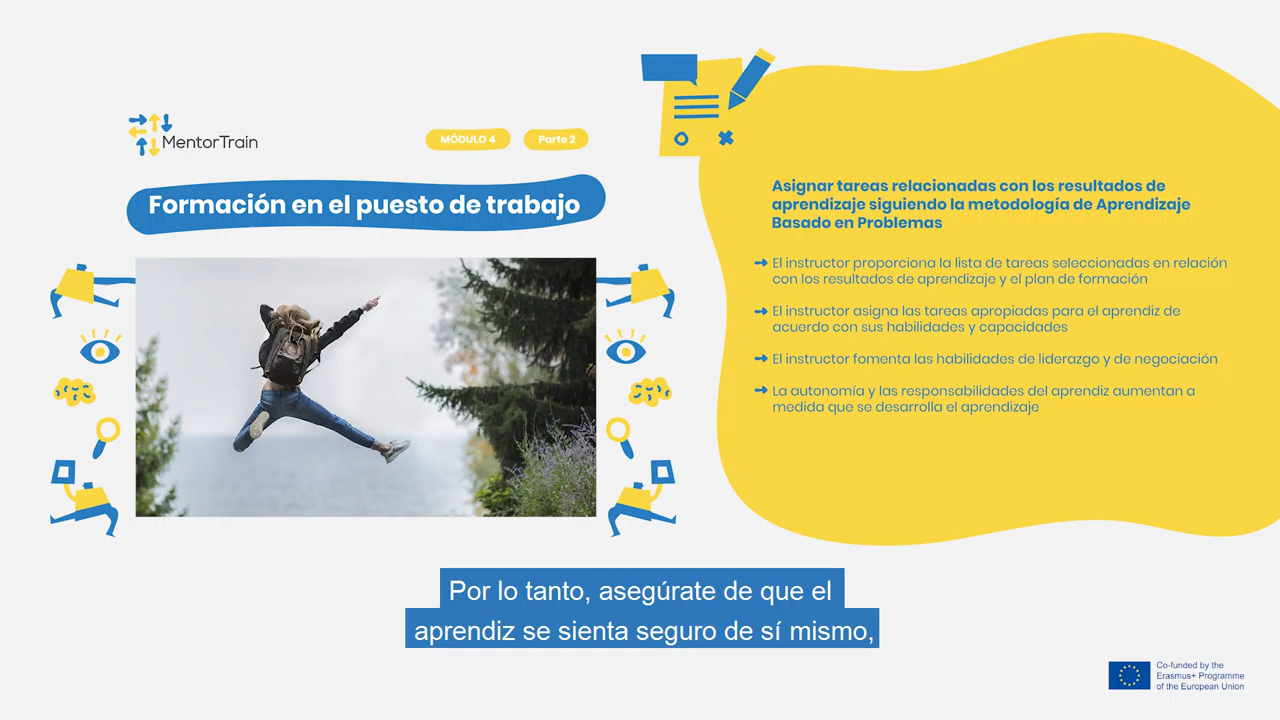 MentorTrain
MÓDULO 4
Parte 2
Formación en el puesto de trabajo
Asignar tareas relacionadas con los resultados de
aprendizaje siguiendo la metodología de Aprendizaje
Basado en Problemas
El instructor proporciona la lista de tareas seleccionadas en relación
con los resultados de aprendizaje y el plan de formación
El instructor asigna las tareas apropiadas para el aprendiz de
acuerdo con sus habilidades y capacidades
El instructor fomenta las habilidades de liderazgo y de negociación
La autonomía y las responsabilidades del aprendiz aumentan a
medida que se desarrolla el aprendizaje
Por lo tanto, asegúrate de que el
aprendiz se sienta seguro de sí mismo,
Co-funded by the
Erasmus+ Programme
of the European Union